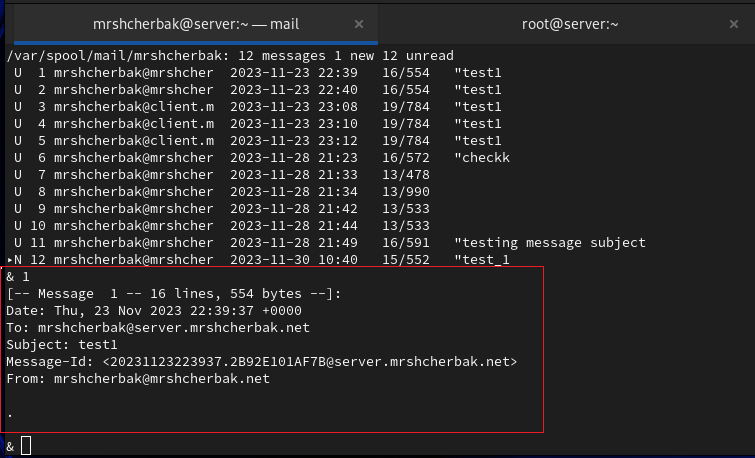 mrshcherbak@server:~ — mail × root@server:~ ×
/var/spool/mail/mrshcherbak: 12 messages 1 new 12 unread
U 1 mrshcherbak@mrshcher 2023-11-23 22:39 16/554 "test1
U 2 mrshcherbak@mrshcher 2023-11-23 22:40 16/554 "test1
U 3 mrshcherbak@client.m 2023-11-23 23:08 19/784 "test1
U 4 mrshcherbak@client.m 2023-11-23 23:10 19/784 "test1
U 5 mrshcherbak@client.m 2023-11-23 23:12 19/784 "test1
U 6 mrshcherbak@mrshcher 2023-11-28 21:23 16/572 "checkk
U 7 mrshcherbak@mrshcher 2023-11-28 21:33 13/478
U 8 mrshcherbak@mrshcher 2023-11-28 21:34 13/990
U 9 mrshcherbak@mrshcher 2023-11-28 21:42 13/533
U 10 mrshcherbak@mrshcher 2023-11-28 21:44 13/533
U 11 mrshcherbak@mrshcher 2023-11-28 21:49 16/591 "testing message subject
▸N 12 mrshcherbak@mrshcher 2023-11-30 10:40 15/552 "test_1
& 1
[-- Message 1 -- 16 lines, 554 bytes --]:
Date: Thu, 23 Nov 2023 22:39:37 +0000
To: mrshcherbak@server.mrshcherbak.net
Subject: test1
Message-Id: <20231123223937.2B92E101AF7B@server.mrshcherbak.net>
From: mrshcherbak@mrshcherbak.net
.
&